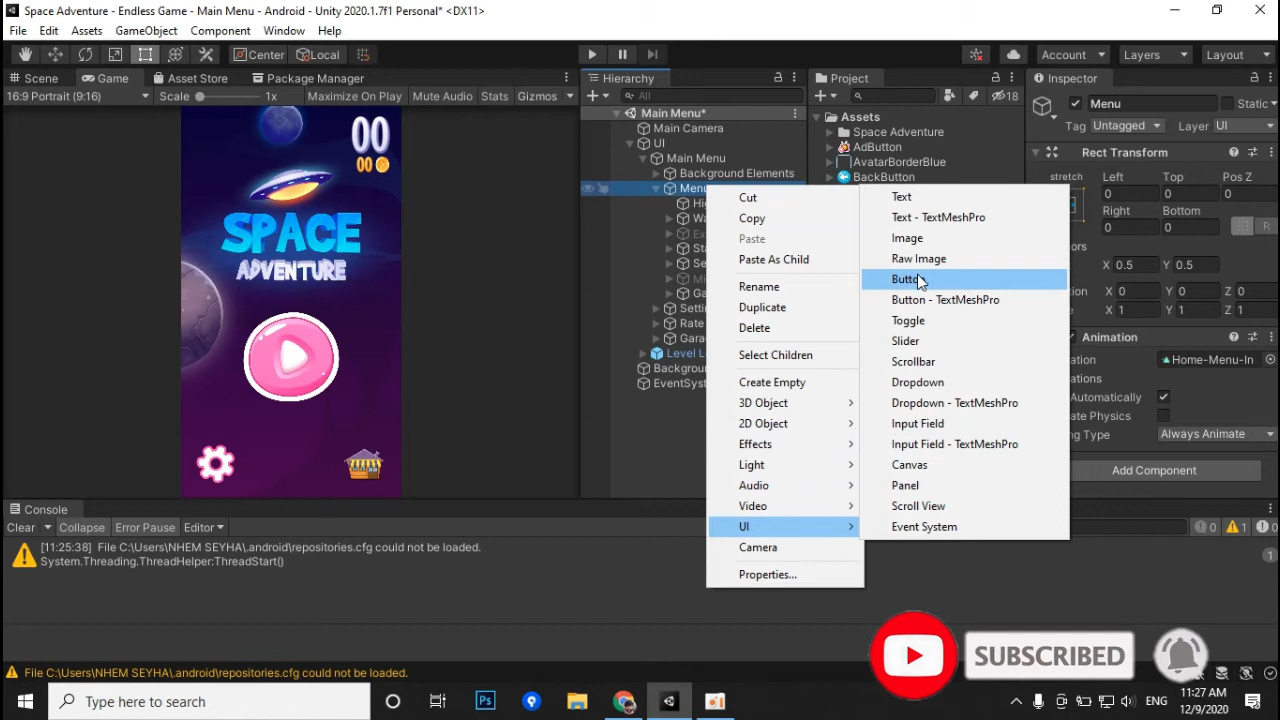 Space Adventure - Endless Game - Main Menu - Android - Unity 2020.1.7f1 Personal* <DX11>
File Edit Assets GameObject Component Window Help
Center Local Account Layers Layout
Scene Game Asset Store Package Manager Hierarchy Project Inspector
16:9 Portrait (9:16) Scale 1x Maximize On Play Mute Audio Stats Gizmos All 18 Menu Static
Main Menu* Assets Tag Untagged Layer UI
Main Camera Space Adventure
UI AdButton Rect Transform
Main Menu AvatarBorderBlue
Background Elements BackButton stretch Left Top Pos Z
Menu
0 0 0
Right Bottom
0 0 R
X 0.5 Y 0.5
X 0 Y 0 Z 0
X 1 Y 1 Z 1
Animation
Home-Menu-In
Always Animate
Add Component
00
00
SPACE
ADVENTURE
Rate
Level L
EventSys
Cut
Copy
Paste
Paste As Child
Rename
Duplicate
Delete
Select Children
Create Empty
3D Object
2D Object
Effects
Light
Audio
Video
UI
Camera
Properties...
Text
Text - TextMeshPro
Image
Raw Image
Button
Button - TextMeshPro
Toggle
Slider
Scrollbar
Dropdown
Dropdown - TextMeshPro
Input Field
Input Field - TextMeshPro
Canvas
Panel
Scroll View
Event System
Console
Clear Collapse Error Pause Editor 0 1 0
[11:25:38] File C:\Users\NHEM SEYHA\.android\repositories.cfg could not be loaded. 1
System.Threading.ThreadHelper:ThreadStart()
SUBSCRIBED
File C:\Users\NHEM SEYHA\.android\repositories.cfg could not be loaded.
Type here to search Ps ENG 11:27 AM
12/9/2020